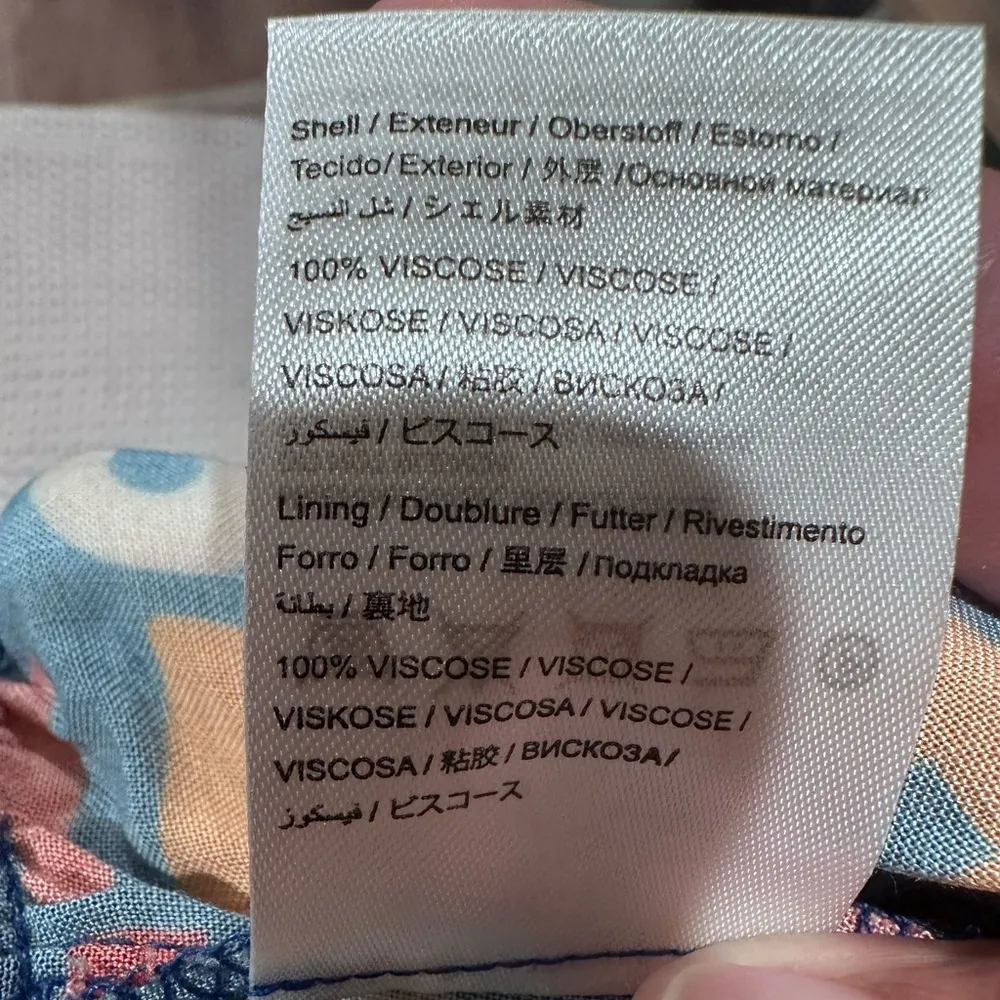 Shell / Exterieur / Oberstoff / Estorno /
Tecido/ Exterior / 外层 /Основной материал
شل النسيج / シェル素材
100% VISCOSE / VISCOSE /
VISKOSE / VISCOSA / VISCOSE /
VISCOSA / 粘胶 / ВИСКОЗА /
فيسكوز / ビスコース
Lining / Doublure / Futter / Rivestimento
Forro / Forro / 里层 /Подкладка
بطانة / 裏地
100% VISCOSE / VISCOSE /
VISKOSE / VISCOSA / VISCOSE /
VISCOSA / 粘胶 / ВИСКОЗА/
فيسكوز / ビスコース